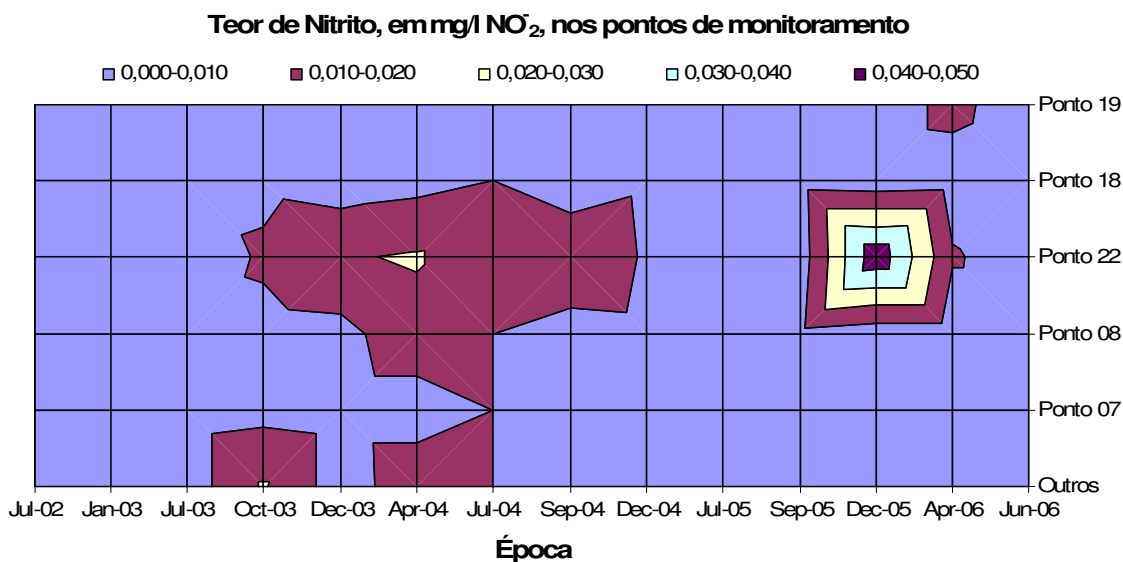 Teor de Nitrito, em mg/l NO⁻₂, nos pontos de monitoramento
0,000-0,010 0,010-0,020 0,020-0,030 0,030-0,040 0,040-0,050
Ponto 19
Ponto 18
Ponto 22
Ponto 08
Ponto 07
Outros
Jul-02 Jan-03 Jul-03 Oct-03 Dec-03 Apr-04 Jul-04 Sep-04 Dec-04 Jul-05 Sep-05 Dec-05 Apr-06 Jun-06
Época